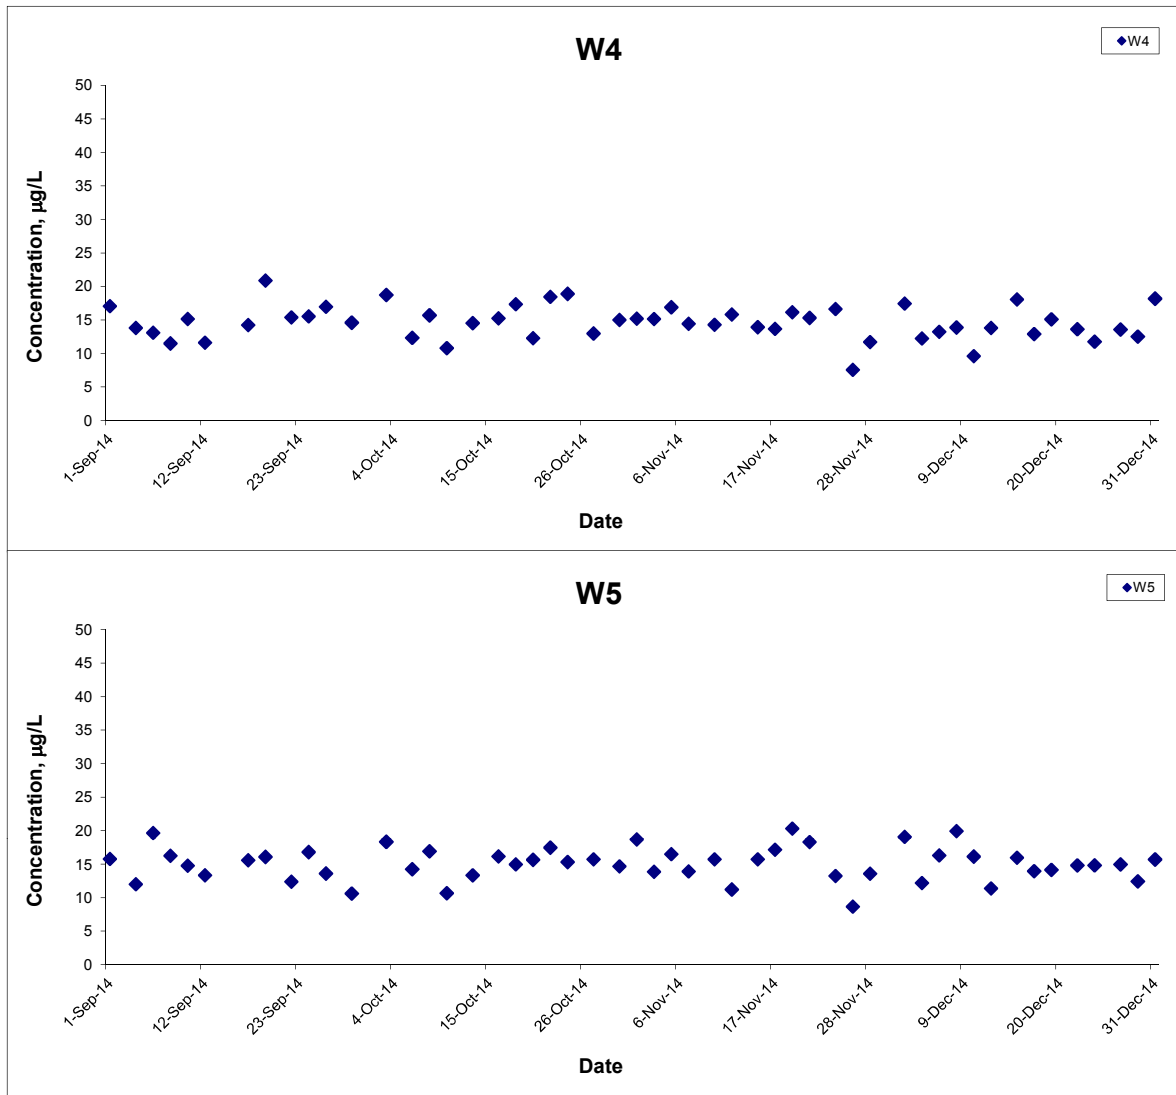 W4
W4
50
45
40
35
30
25
20
15
10
5
0
Concentration, µg/L
1-Sep-14
12-Sep-14
23-Sep-14
4-Oct-14
15-Oct-14
26-Oct-14
6-Nov-14
17-Nov-14
28-Nov-14
9-Dec-14
20-Dec-14
31-Dec-14
Date
W5
W5
50
45
40
35
30
25
20
15
10
5
0
Concentration, µg/L
1-Sep-14
12-Sep-14
23-Sep-14
4-Oct-14
15-Oct-14
26-Oct-14
6-Nov-14
17-Nov-14
28-Nov-14
9-Dec-14
20-Dec-14
31-Dec-14
Date